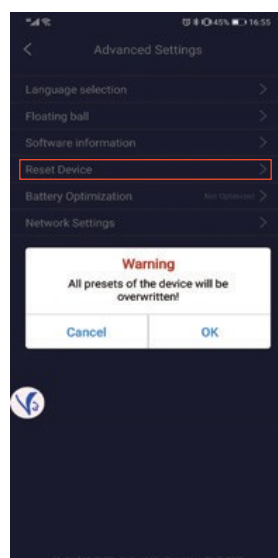 45% 16:55
Advanced Settings
Language selection
Floating ball
Software information
Reset Device
Battery Optimization Not Optimized
Network Settings
Warning
All presets of the device will be
overwritten!
Cancel OK